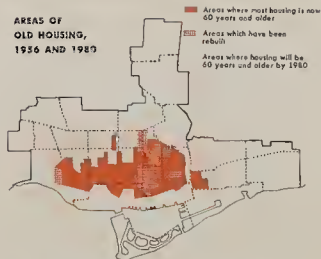 AREAS OF
OLD HOUSING,
1956 AND 1980
Areas where most housing is now
60 years and older
Areas which have been
rebuilt
Areas where housing will be
60 years and older by 1980